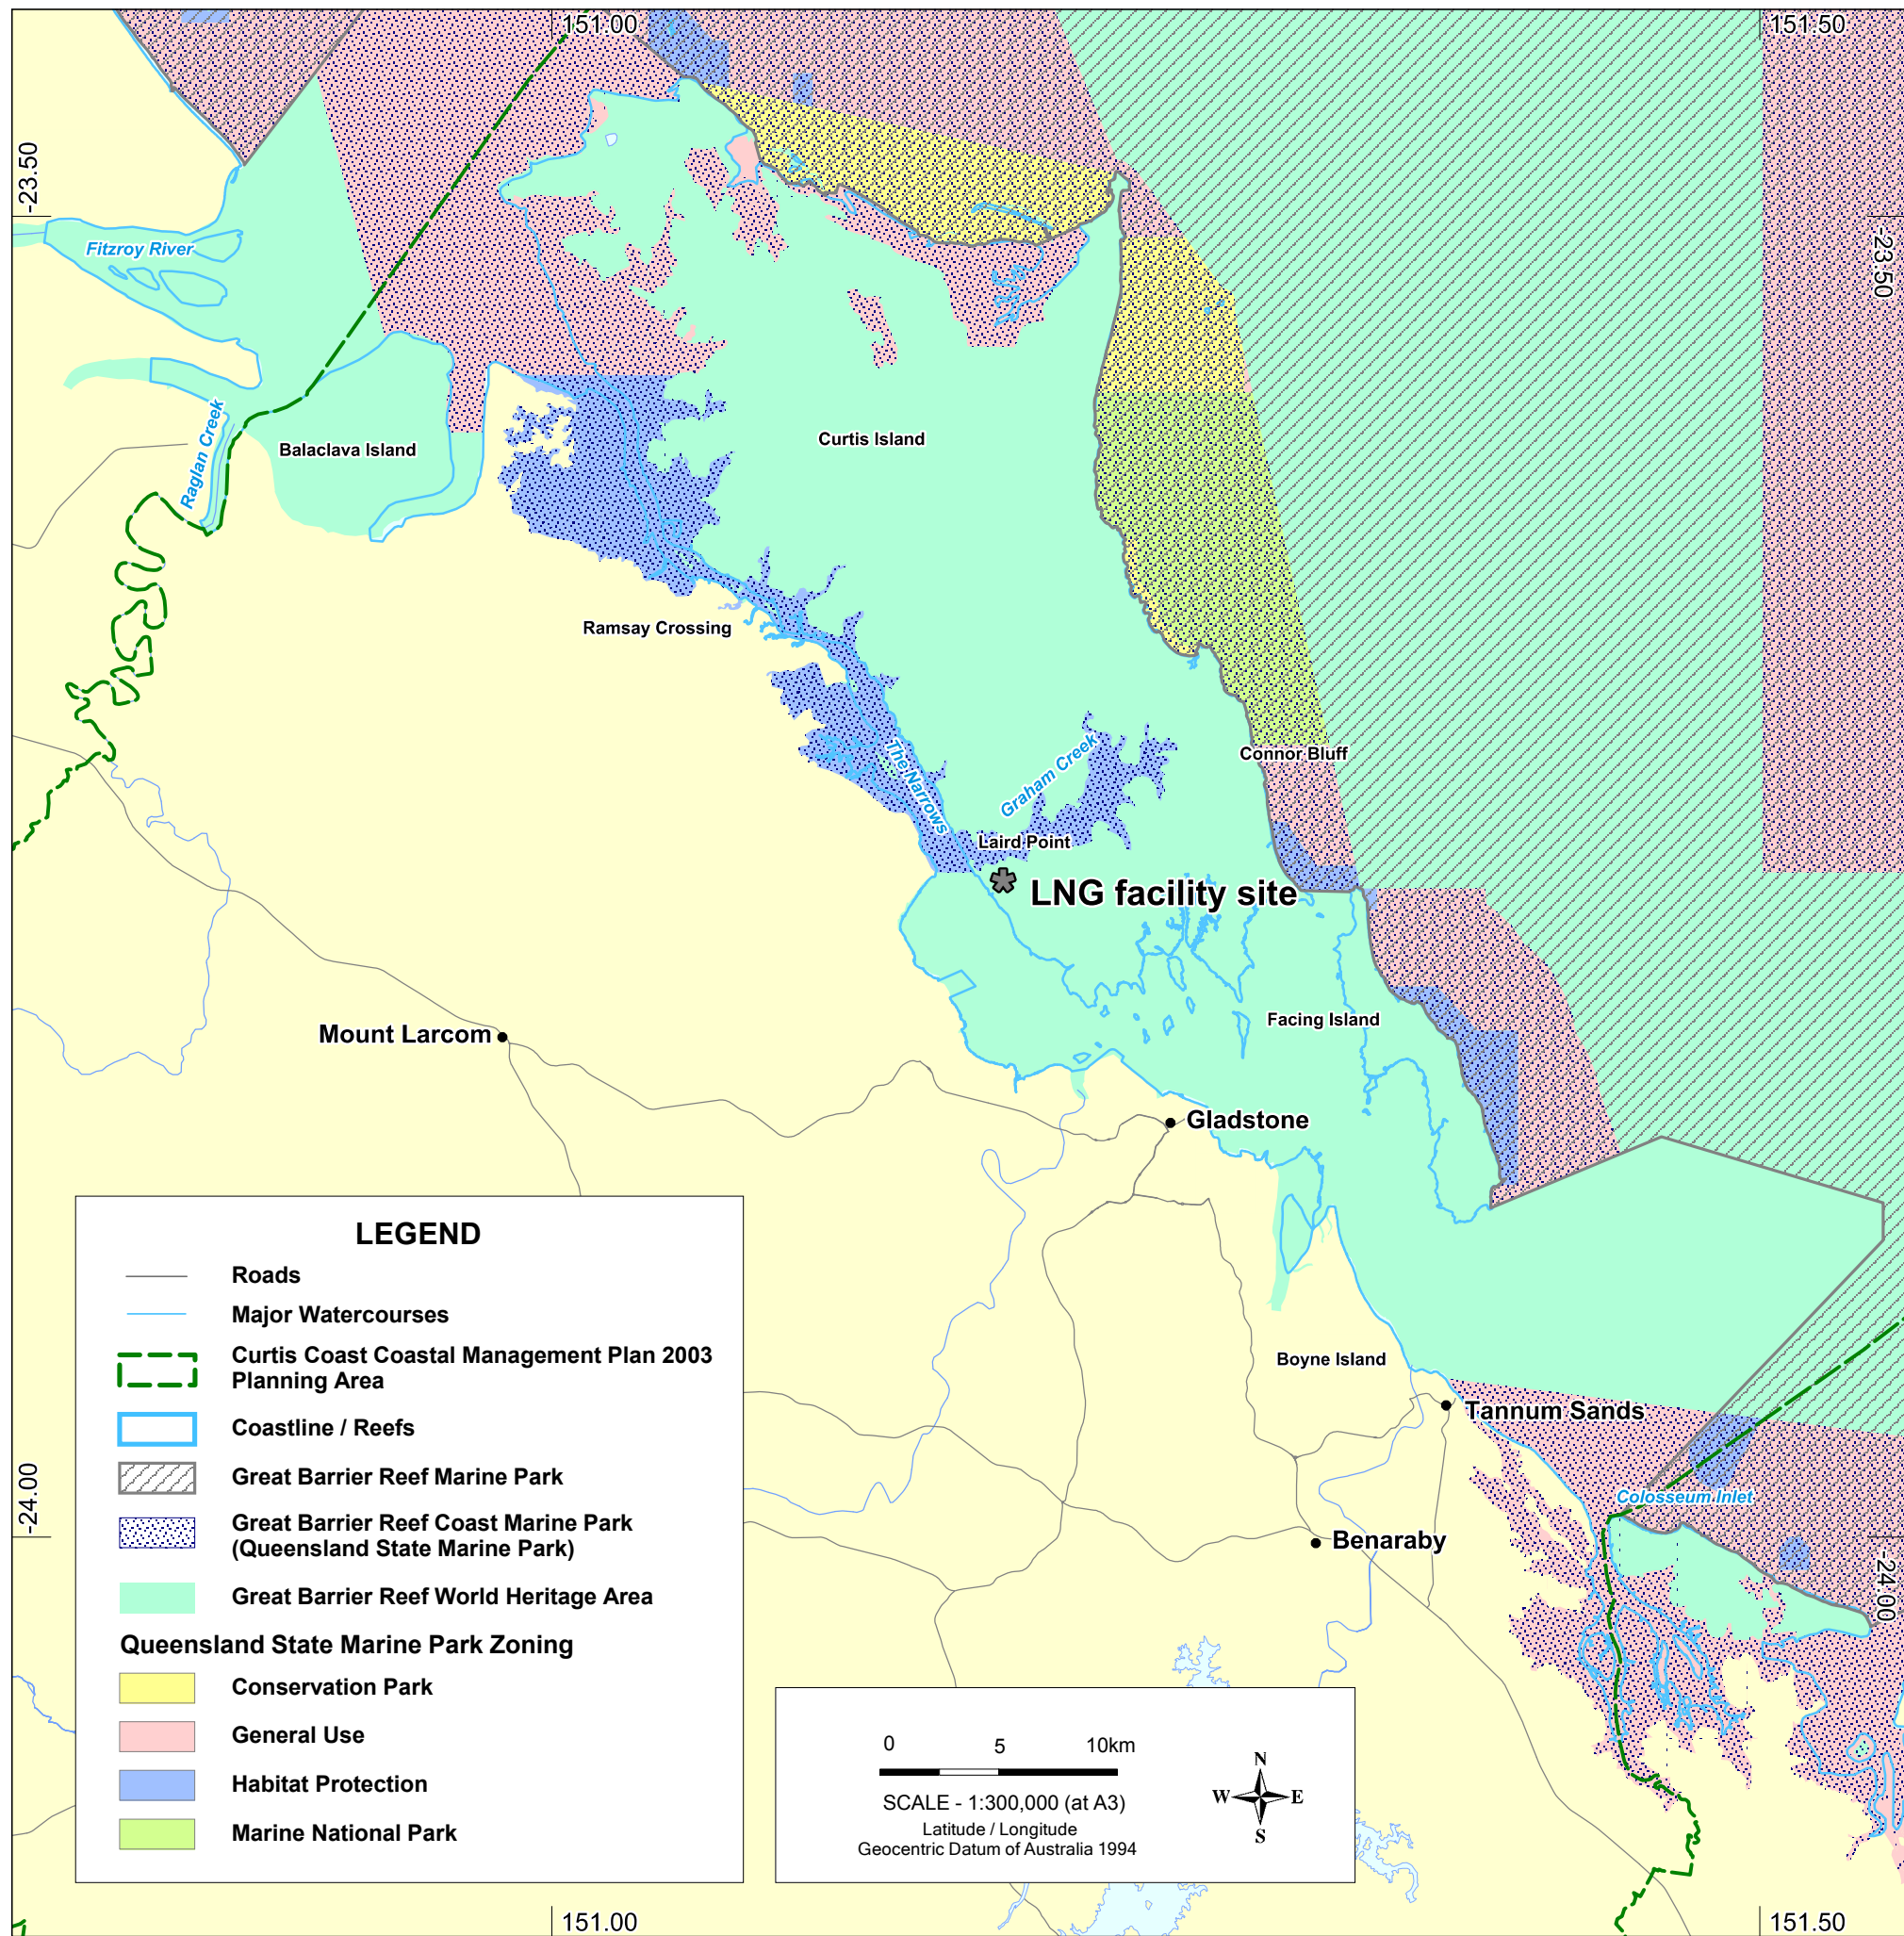 151.00
151.50
-23.50
-23.50
Fitzroy River
Raglan Creek
Balaclava Island
Curtis Island
Ramsay Crossing
The Narrows
Graham Creek
Connor Bluff
Laird Point
LNG facility site
Mount Larcom
Facing Island
Gladstone
Boyne Island
Tannum Sands
Colosseum Inlet
Benaraby
-24.00
-24.00
LEGEND
Roads
Major Watercourses
Curtis Coast Coastal Management Plan 2003
Planning Area
Coastline / Reefs
Great Barrier Reef Marine Park
Great Barrier Reef Coast Marine Park
(Queensland State Marine Park)
Great Barrier Reef World Heritage Area
Queensland State Marine Park Zoning
Conservation Park
General Use
Habitat Protection
Marine National Park
0 5 10km
SCALE - 1:300,000 (at A3)
Latitude / Longitude
Geocentric Datum of Australia 1994
N
W E
S
151.00
151.50